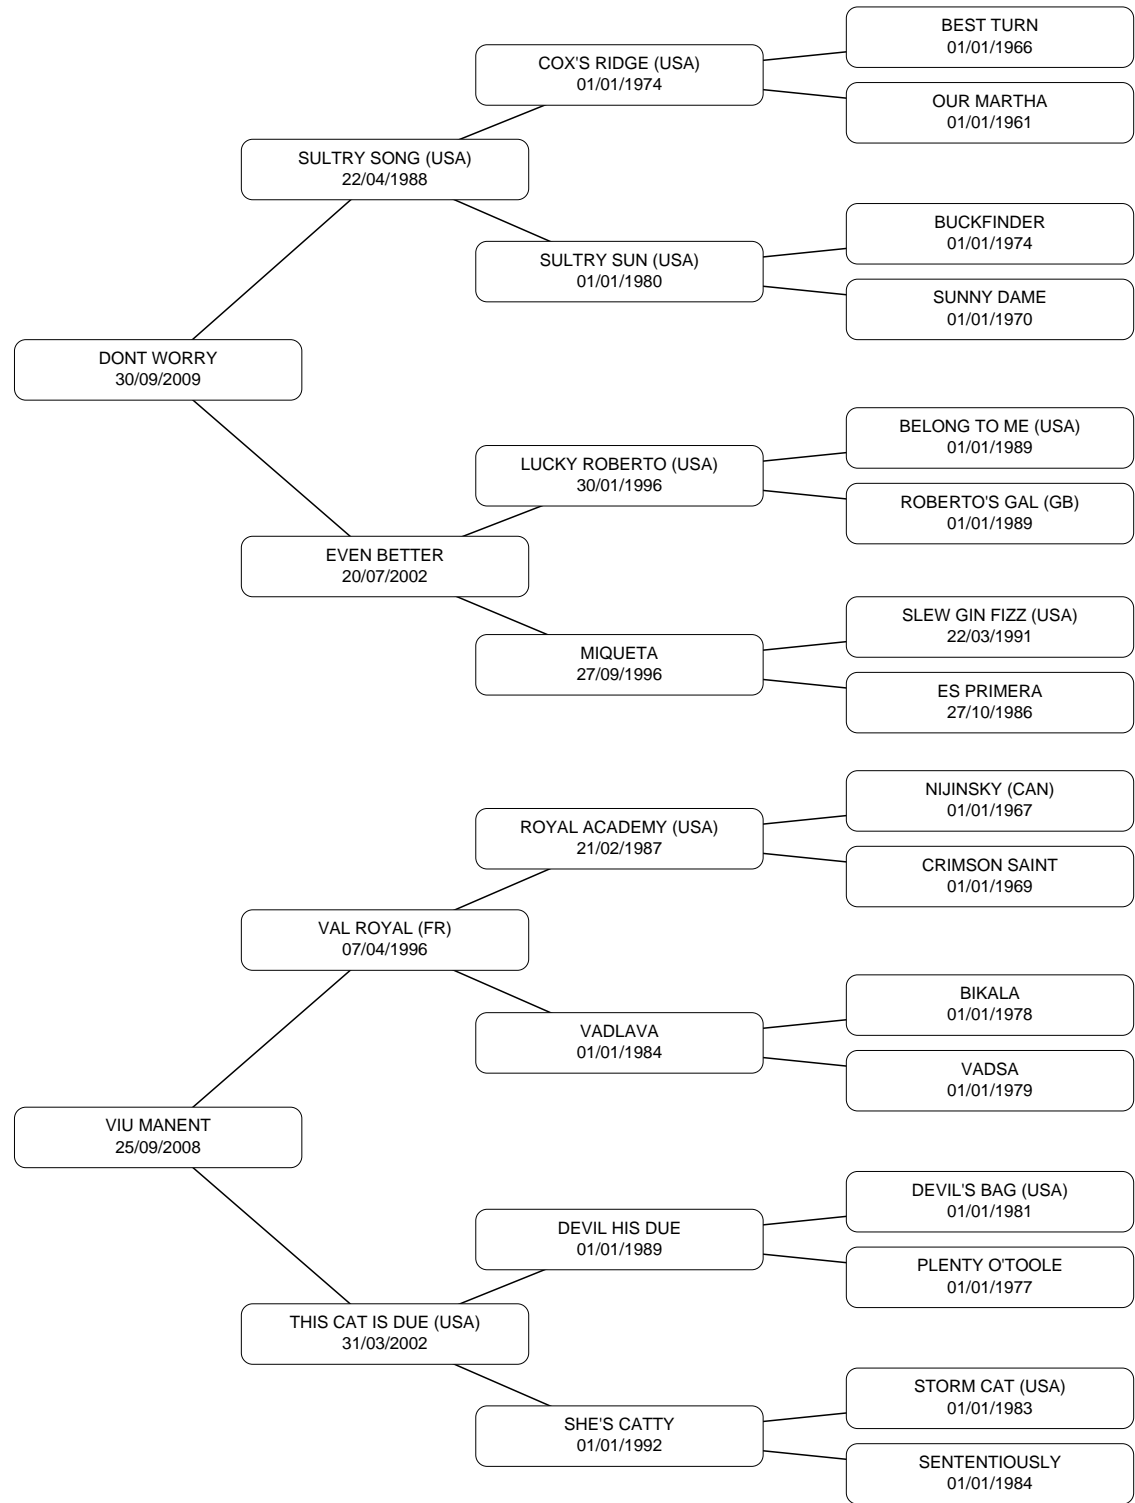 BEST TURN
01/01/1966
COX'S RIDGE (USA)
01/01/1974
OUR MARTHA
01/01/1961
SULTRY SONG (USA)
22/04/1988
BUCKFINDER
01/01/1974
SULTRY SUN (USA)
01/01/1980
SUNNY DAME
01/01/1970
DONT WORRY
30/09/2009
BELONG TO ME (USA)
01/01/1989
LUCKY ROBERTO (USA)
30/01/1996
ROBERTO'S GAL (GB)
01/01/1989
EVEN BETTER
20/07/2002
SLEW GIN FIZZ (USA)
22/03/1991
MIQUETA
27/09/1996
ES PRIMERA
27/10/1986
NIJINSKY (CAN)
01/01/1967
ROYAL ACADEMY (USA)
21/02/1987
CRIMSON SAINT
01/01/1969
VAL ROYAL (FR)
07/04/1996
BIKALA
01/01/1978
VADLAVA
01/01/1984
VADSA
01/01/1979
VIU MANENT
25/09/2008
DEVIL'S BAG (USA)
01/01/1981
DEVIL HIS DUE
01/01/1989
PLENTY O'TOOLE
01/01/1977
THIS CAT IS DUE (USA)
31/03/2002
STORM CAT (USA)
01/01/1983
SHE'S CATTY
01/01/1992
SENTENTIOUSLY
01/01/1984